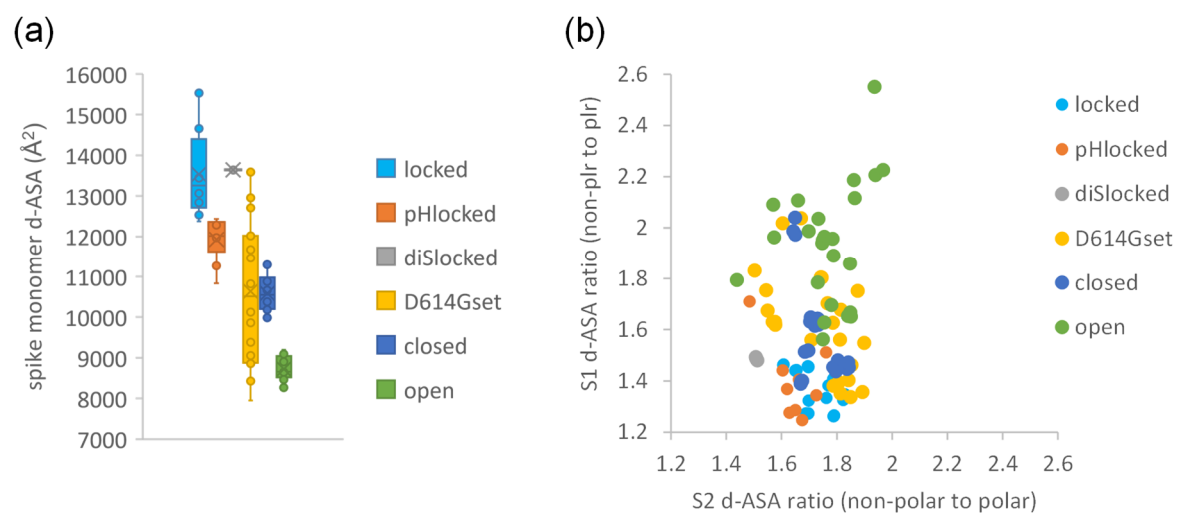 (a)
spike monomer d-ASA (Å²)
16000
15000
14000
13000
12000
11000
10000
9000
8000
7000
locked
pHlocked
diSlocked
D614Gset
closed
open
(b)
S1 d-ASA ratio (non-plr to plr)
2.6
2.4
2.2
2
1.8
1.6
1.4
1.2
1.2 1.4 1.6 1.8 2 2.2 2.4 2.6
S2 d-ASA ratio (non-polar to polar)
locked
pHlocked
diSlocked
D614Gset
closed
open